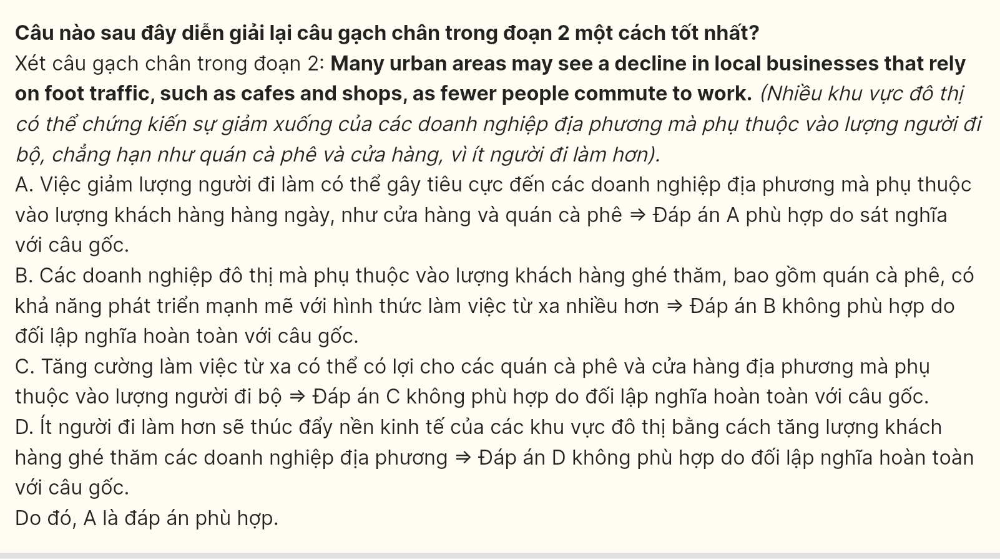 Câu nào sau đây diễn giải lại câu gạch chân trong đoạn 2 một cách tốt nhất?
Xét câu gạch chân trong đoạn 2: Many urban areas may see a decline in local businesses that rely
on foot traffic, such as cafes and shops, as fewer people commute to work. (Nhiều khu vực đô thị
có thể chứng kiến sự giảm xuống của các doanh nghiệp địa phương mà phụ thuộc vào lượng người đi
bộ, chẳng hạn như quán cà phê và cửa hàng, vì ít người đi làm hơn).
A. Việc giảm lượng người đi làm có thể gây tiêu cực đến các doanh nghiệp địa phương mà phụ thuộc
vào lượng khách hàng hàng ngày, như cửa hàng và quán cà phê ⇒ Đáp án A phù hợp do sát nghĩa
với câu gốc.
B. Các doanh nghiệp đô thị mà phụ thuộc vào lượng khách hàng ghé thăm, bao gồm quán cà phê, có
khả năng phát triển mạnh mẽ với hình thức làm việc từ xa nhiều hơn ⇒ Đáp án B không phù hợp do
đối lập nghĩa hoàn toàn với câu gốc.
C. Tăng cường làm việc từ xa có thể có lợi cho các quán cà phê và cửa hàng địa phương mà phụ
thuộc vào lượng người đi bộ ⇒ Đáp án C không phù hợp do đối lập nghĩa hoàn toàn với câu gốc.
D. Ít người đi làm hơn sẽ thúc đẩy nền kinh tế của các khu vực đô thị bằng cách tăng lượng khách
hàng ghé thăm các doanh nghiệp địa phương ⇒ Đáp án D không phù hợp do đối lập nghĩa hoàn toàn
với câu gốc.
Do đó, A là đáp án phù hợp.